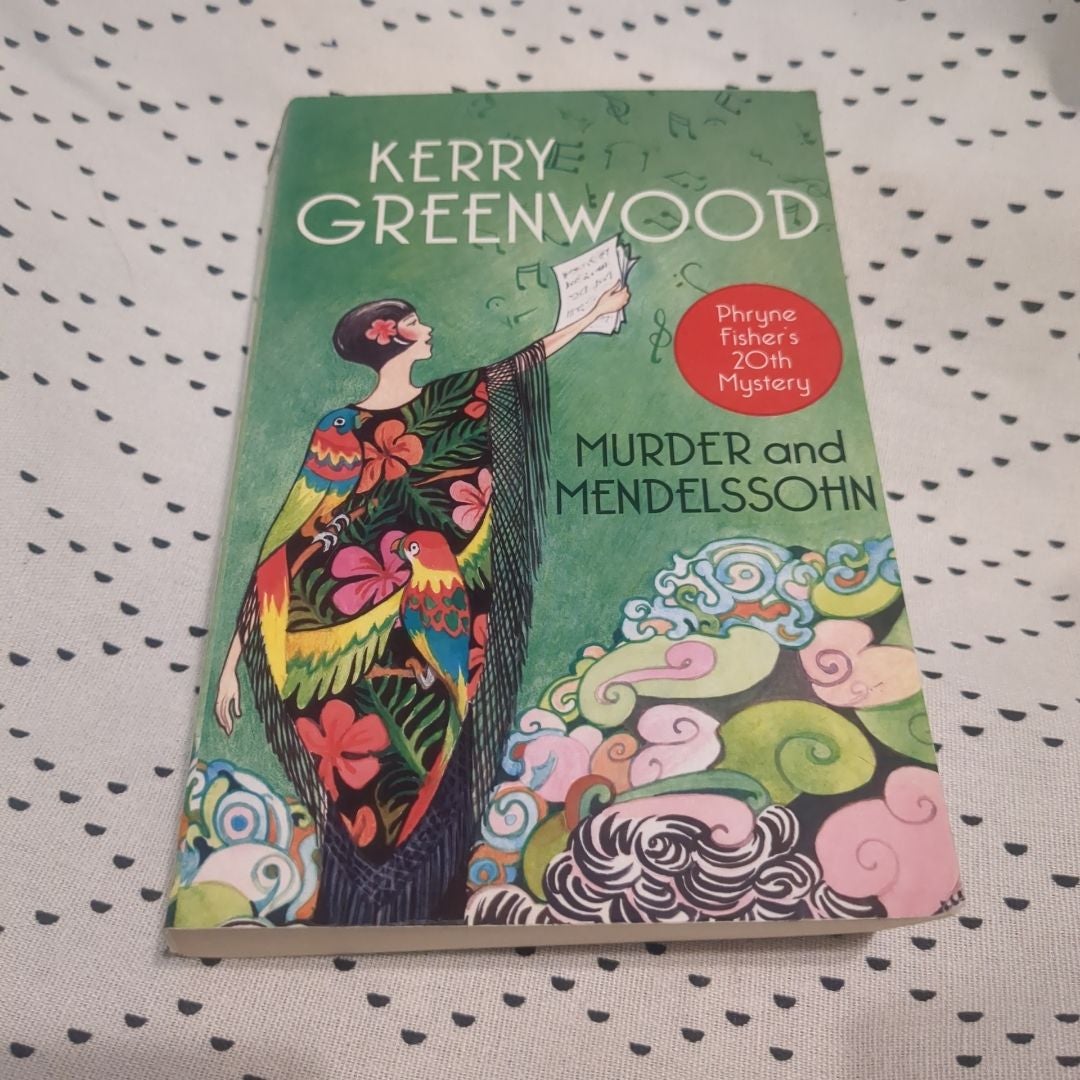 KERRY
GREENWOOD
Phryne
Fisher's
20th
Mystery
MURDER and
MENDELSSOHN